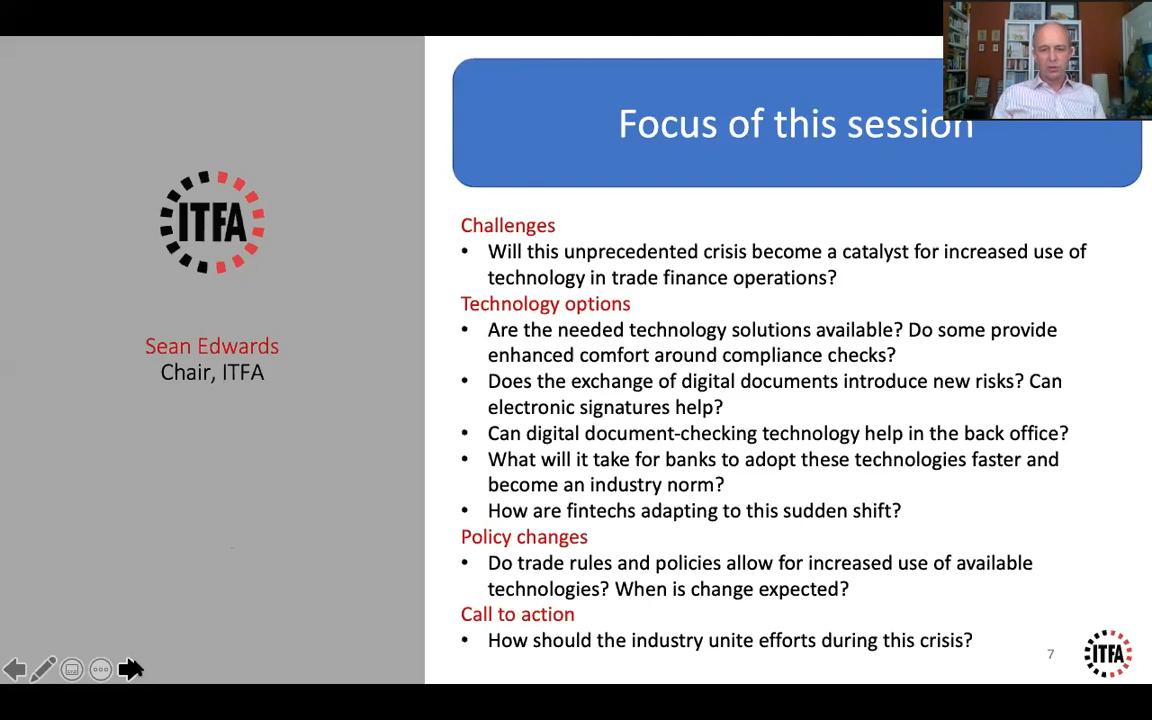 ITFA
Sean Edwards
Chair, ITFA
Focus of this session
Challenges
• Will this unprecedented crisis become a catalyst for increased use of
technology in trade finance operations?
Technology options
• Are the needed technology solutions available? Do some provide
enhanced comfort around compliance checks?
• Does the exchange of digital documents introduce new risks? Can
electronic signatures help?
• Can digital document-checking technology help in the back office?
• What will it take for banks to adopt these technologies faster and
become an industry norm?
• How are fintechs adapting to this sudden shift?
Policy changes
• Do trade rules and policies allow for increased use of available
technologies? When is change expected?
Call to action
• How should the industry unite efforts during this crisis?
7
ITFA